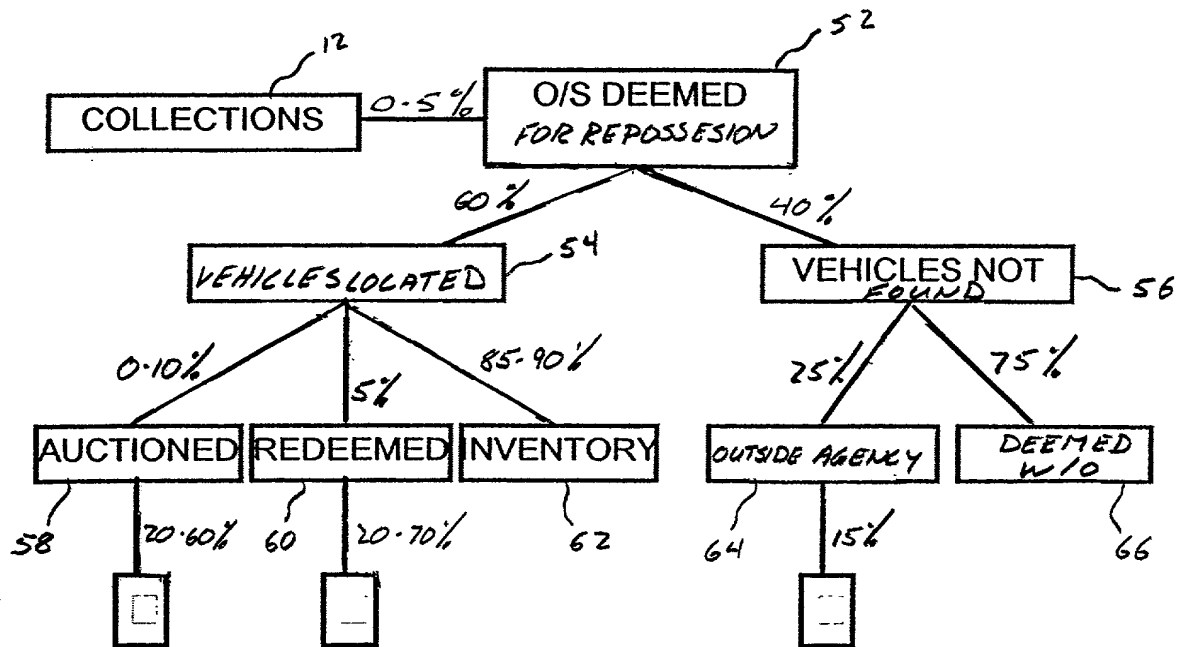 52
12
COLLECTIONS
0-5%
O/S DEEMED
FOR REPOSSESION
60%
40%
54
VEHICLES LOCATED
VEHICLES NOT
FOUND
56
0-10%
5%
85-90%
25%
75%
AUCTIONED
REDEEMED
INVENTORY
OUTSIDE AGENCY
DEEMED
W/O
58
20-60%
60
20-70%
62
64
15%
66